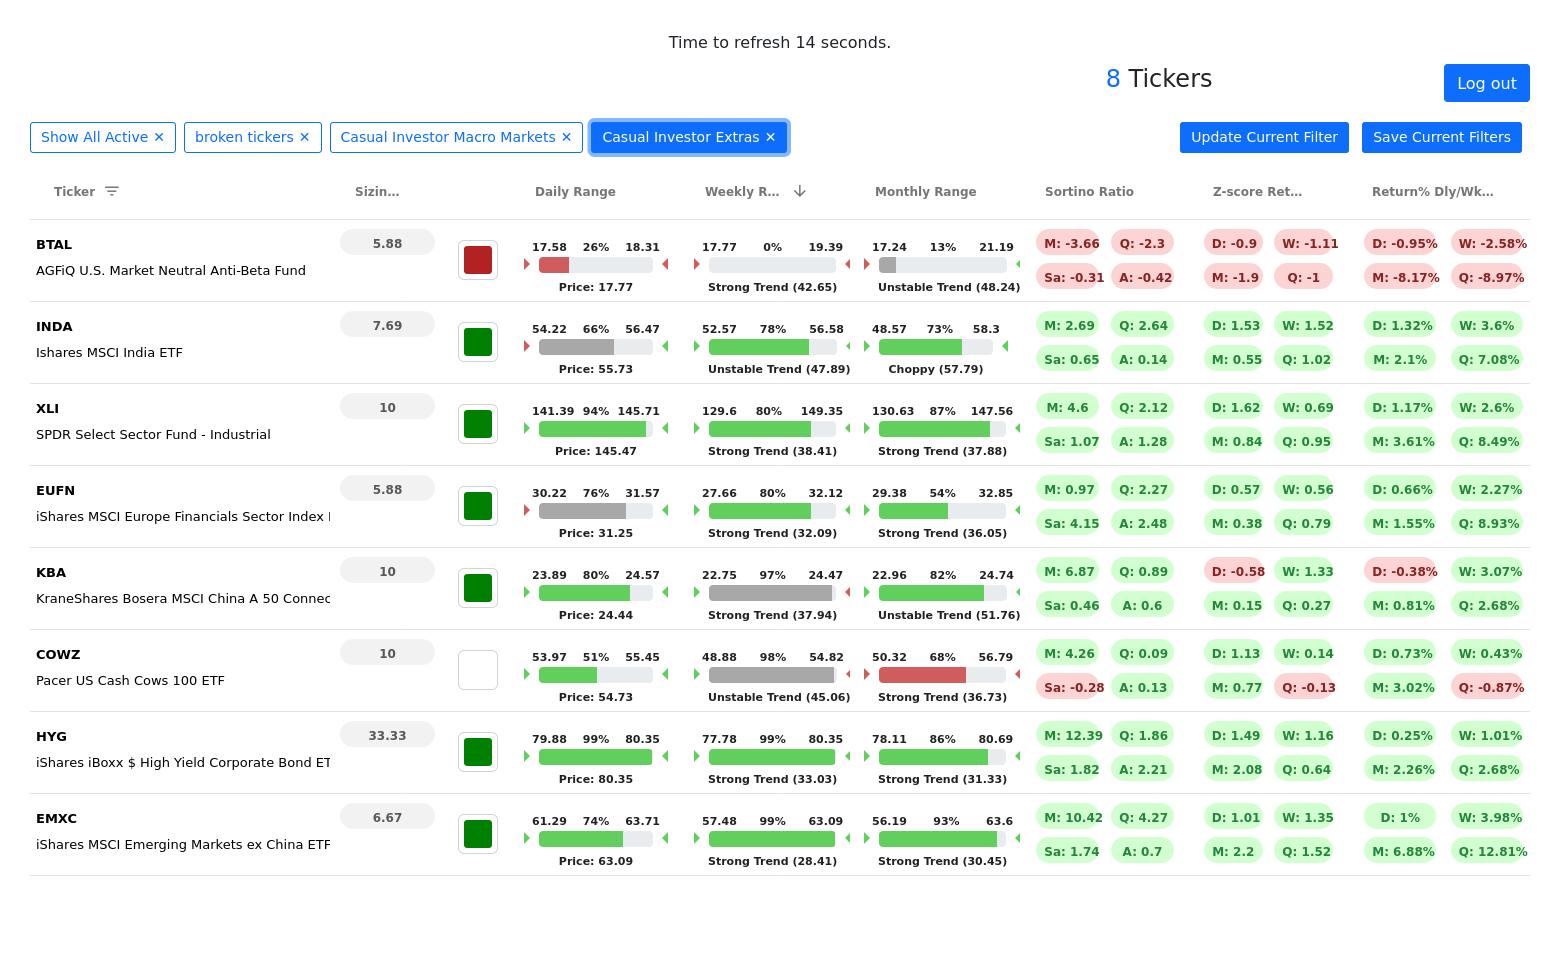 Time to refresh 14 seconds.
8 Tickers
Log out
Show All Active ✕ broken tickers ✕ Casual Investor Macro Markets ✕ Casual Investor Extras ✕ Update Current Filter Save Current Filters
Ticker Sizin... Daily Range Weekly R... Monthly Range Sortino Ratio Z-score Ret... Return% Dly/Wk...
BTAL 5.88 17.58 26% 18.31 17.77 0% 19.39 17.24 13% 21.19 M: -3.66 Q: -2.3 D: -0.9 W: -1.11 D: -0.95% W: -2.58%
AGFiQ U.S. Market Neutral Anti-Beta Fund Price: 17.77 Strong Trend (42.65) Unstable Trend (48.24) Sa: -0.31 A: -0.42 M: -1.9 Q: -1 M: -8.17% Q: -8.97%
INDA 7.69 54.22 66% 56.47 52.57 78% 56.58 48.57 73% 58.3 M: 2.69 Q: 2.64 D: 1.53 W: 1.52 D: 1.32% W: 3.6%
Ishares MSCI India ETF Price: 55.73 Unstable Trend (47.89) Choppy (57.79) Sa: 0.65 A: 0.14 M: 0.55 Q: 1.02 M: 2.1% Q: 7.08%
XLI 10 141.39 94% 145.71 129.6 80% 149.35 130.63 87% 147.56 M: 4.6 Q: 2.12 D: 1.62 W: 0.69 D: 1.17% W: 2.6%
SPDR Select Sector Fund - Industrial Price: 145.47 Strong Trend (38.41) Strong Trend (37.88) Sa: 1.07 A: 1.28 M: 0.84 Q: 0.95 M: 3.61% Q: 8.49%
EUFN 5.88 30.22 76% 31.57 27.66 80% 32.12 29.38 54% 32.85 M: 0.97 Q: 2.27 D: 0.57 W: 0.56 D: 0.66% W: 2.27%
iShares MSCI Europe Financials Sector Index Price: 31.25 Strong Trend (32.09) Strong Trend (36.05) Sa: 4.15 A: 2.48 M: 0.38 Q: 0.79 M: 1.55% Q: 8.93%
KBA 10 23.89 80% 24.57 22.75 97% 24.47 22.96 82% 24.74 M: 6.87 Q: 0.89 D: -0.58 W: 1.33 D: -0.38% W: 3.07%
KraneShares Bosera MSCI China A 50 Connec Price: 24.44 Strong Trend (37.94) Unstable Trend (51.76) Sa: 0.46 A: 0.6 M: 0.15 Q: 0.27 M: 0.81% Q: 2.68%
COWZ 10 53.97 51% 55.45 48.88 98% 54.82 50.32 68% 56.79 M: 4.26 Q: 0.09 D: 1.13 W: 0.14 D: 0.73% W: 0.43%
Pacer US Cash Cows 100 ETF Price: 54.73 Unstable Trend (45.06) Strong Trend (36.73) Sa: -0.28 A: 0.13 M: 0.77 Q: -0.13 M: 3.02% Q: -0.87%
HYG 33.33 79.88 99% 80.35 77.78 99% 80.35 78.11 86% 80.69 M: 12.39 Q: 1.86 D: 1.49 W: 1.16 D: 0.25% W: 1.01%
iShares iBoxx $ High Yield Corporate Bond ET Price: 80.35 Strong Trend (33.03) Strong Trend (31.33) Sa: 1.82 A: 2.21 M: 2.08 Q: 0.64 M: 2.26% Q: 2.68%
EMXC 6.67 61.29 74% 63.71 57.48 99% 63.09 56.19 93% 63.6 M: 10.42 Q: 4.27 D: 1.01 W: 1.35 D: 1% W: 3.98%
iShares MSCI Emerging Markets ex China ETF Price: 63.09 Strong Trend (28.41) Strong Trend (30.45) Sa: 1.74 A: 0.7 M: 2.2 Q: 1.52 M: 6.88% Q: 12.81%